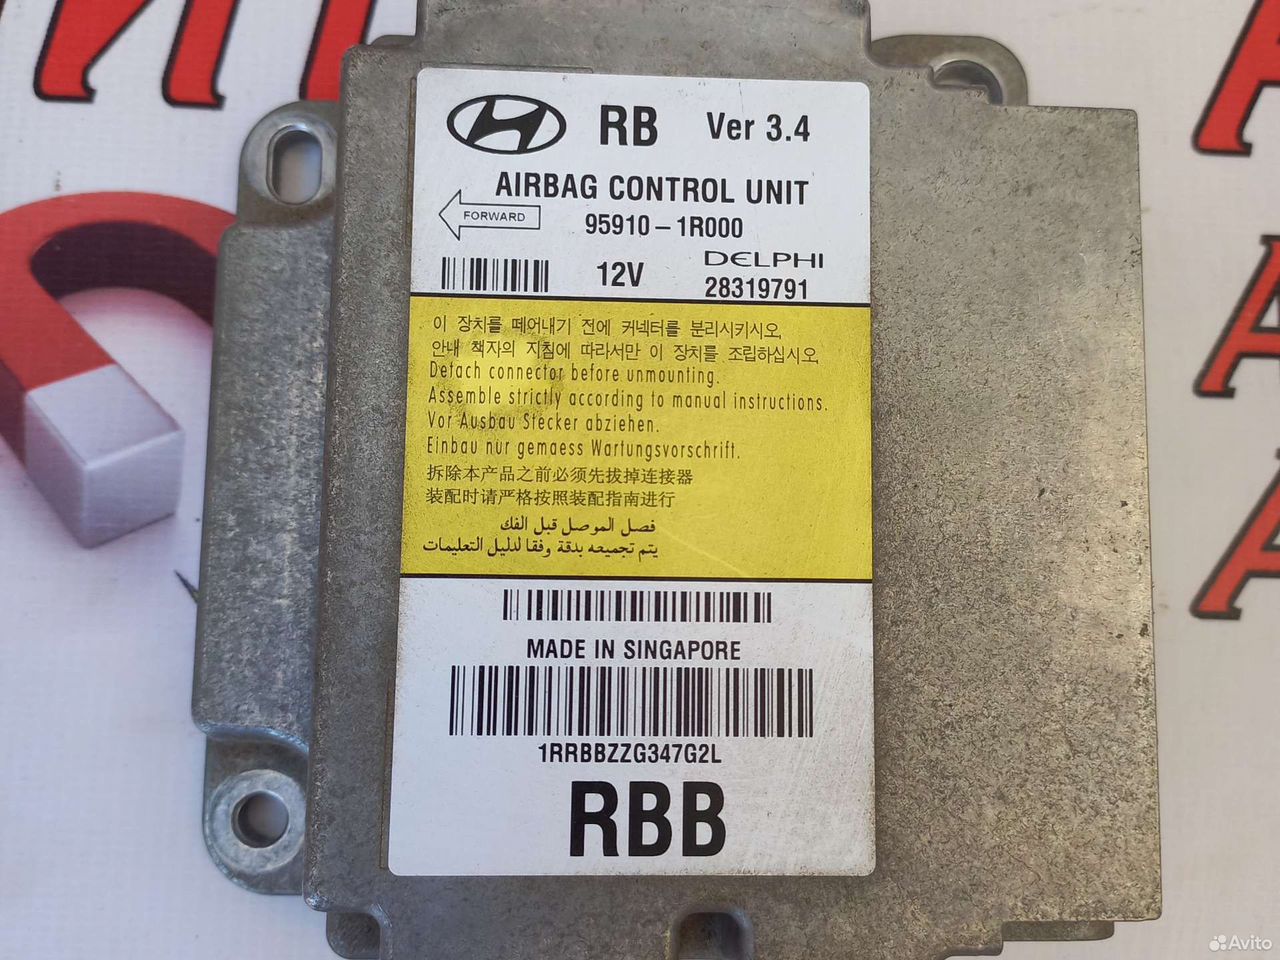 RB Ver 3.4
AIRBAG CONTROL UNIT
FORWARD
95910-1R000
12V
DELPHI
28319791
이 장치를 떼어내기 전에 커넥터를 분리시키시오,
안내 책자의 지침에 따라서만 이 장치를 조립하십시오,
Detach connector before unmounting.
Assemble strictly according to manual instructions.
Vor Ausbau Stecker abziehen.
Einbau nur gemaess Wartungsvorschrift.
拆除本产品之前必须先拔掉连接器
装配时请严格按照装配指南进行
فصل الموصل قبل الفك
يتم تجميعه بدقة وفقا لدليل التعليمات
MADE IN SINGAPORE
1RRBBZZG347G2L
RBB
Avito